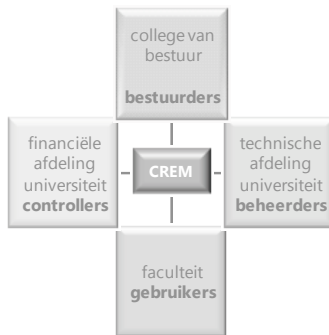 college van
bestuur
bestuurders
financiële
afdeling
universiteit
controllers
CREM
technische
afdeling
universiteit
beheerders
faculteit
gebruikers